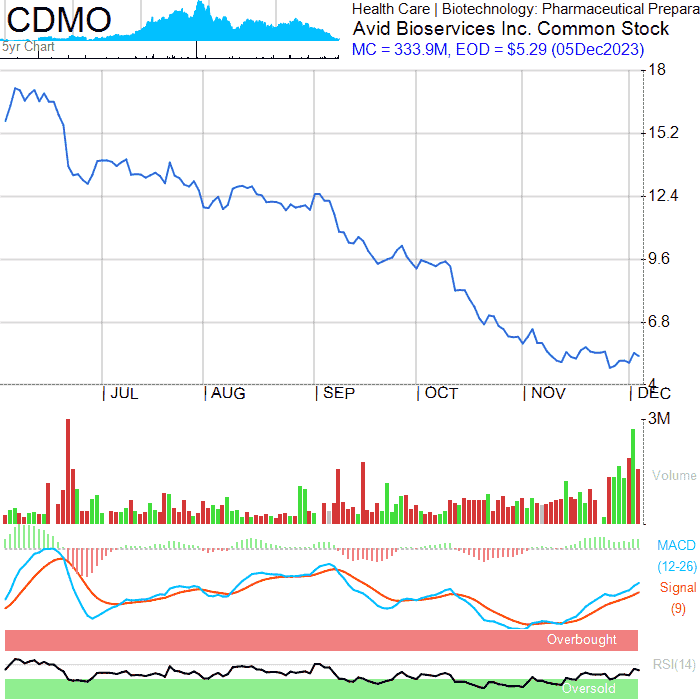 CDMO
5yr Chart
Health Care | Biotechnology: Pharmaceutical Prepara
Avid Bioservices Inc. Common Stock
MC = 333.9M, EOD = $5.29 (05Dec2023)
18
15.2
12.4
9.6
6.8
4
JUL AUG SEP OCT NOV DEC
3M
Volume
MACD
(12-26)
Signal
(9)
Overbought
RSI(14)
Oversold